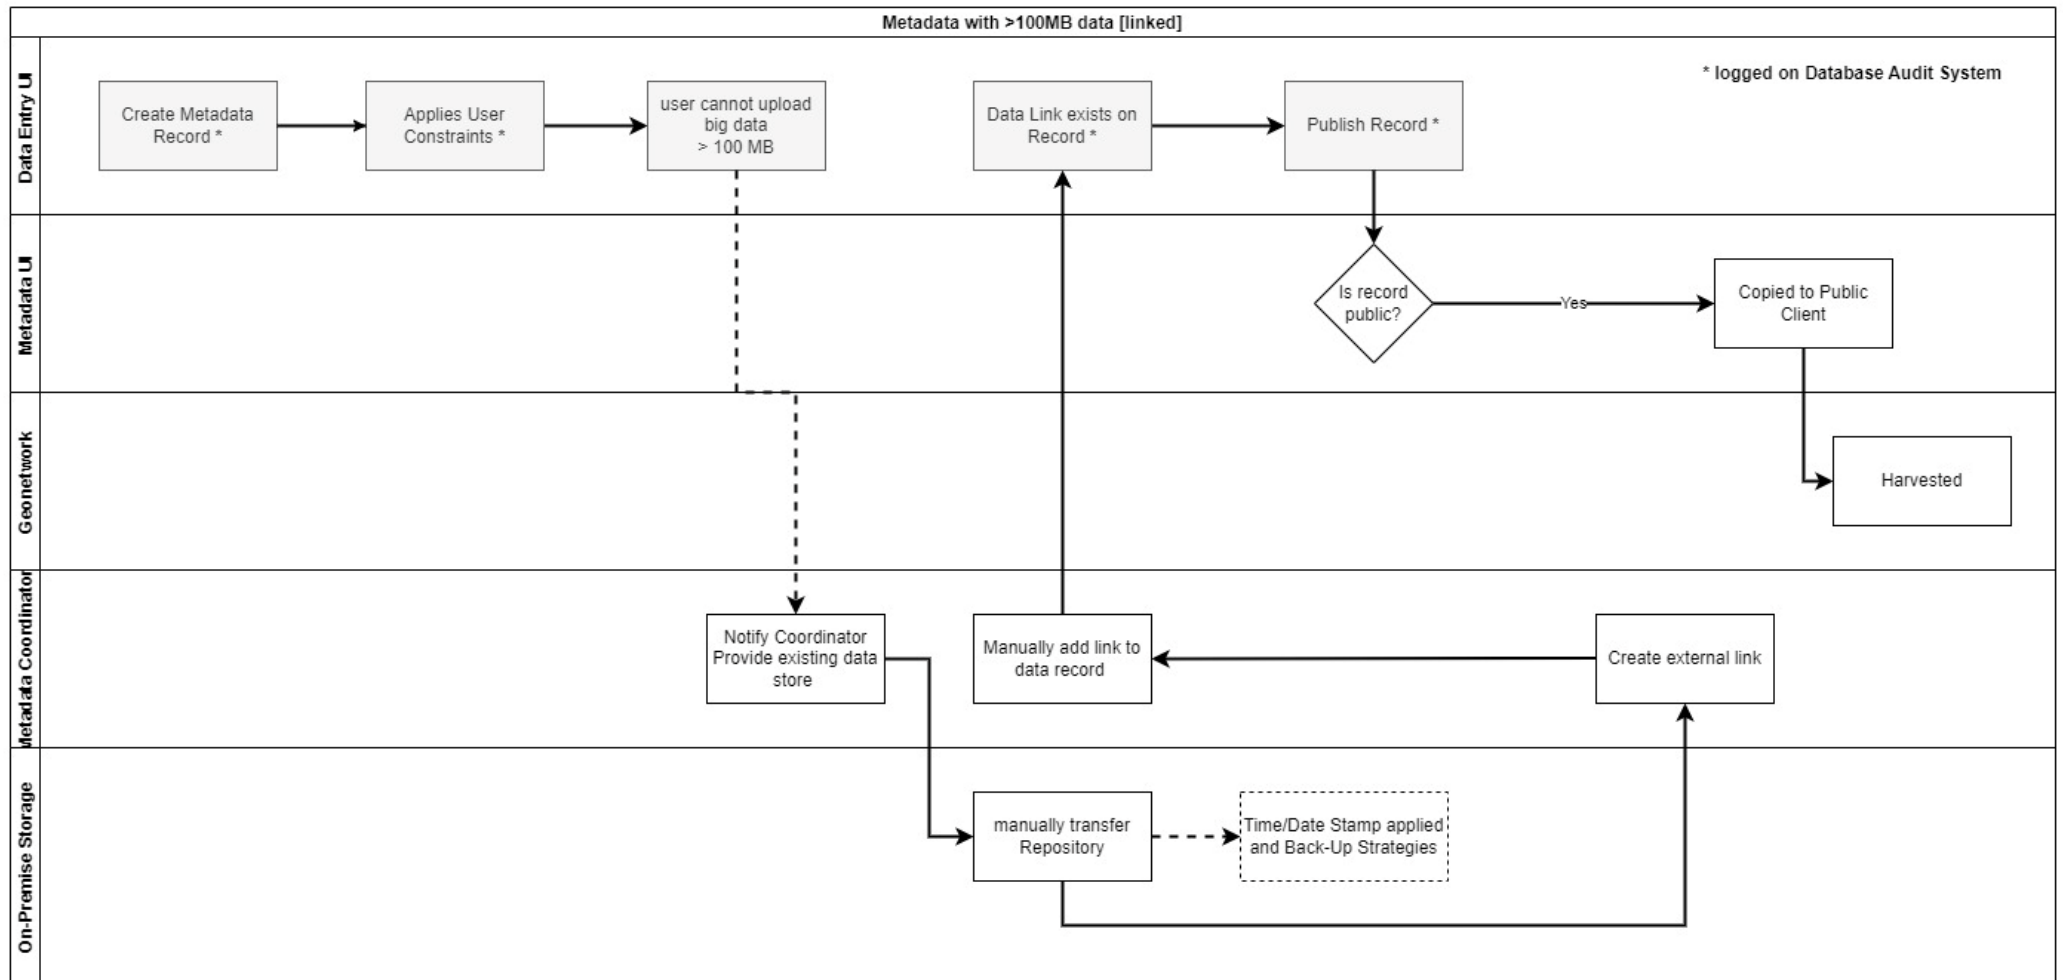 Metadata with >100MB data [linked]
Data Entry UI
* logged on Database Audit System
Create Metadata
Record *
Applies User
Constraints *
user cannot upload
big data
> 100 MB
Data Link exists on
Record *
Publish Record *
Metadata UI
Is record
public?
Yes
Copied to Public
Client
Geonetwork
Harvested
Metadata Coordinator
Notify Coordinator
Provide existing data
store
Manually add link to
data record
Create external link
On-Premise Storage
manually transfer
Repository
Time/Date Stamp applied
and Back-Up Strategies